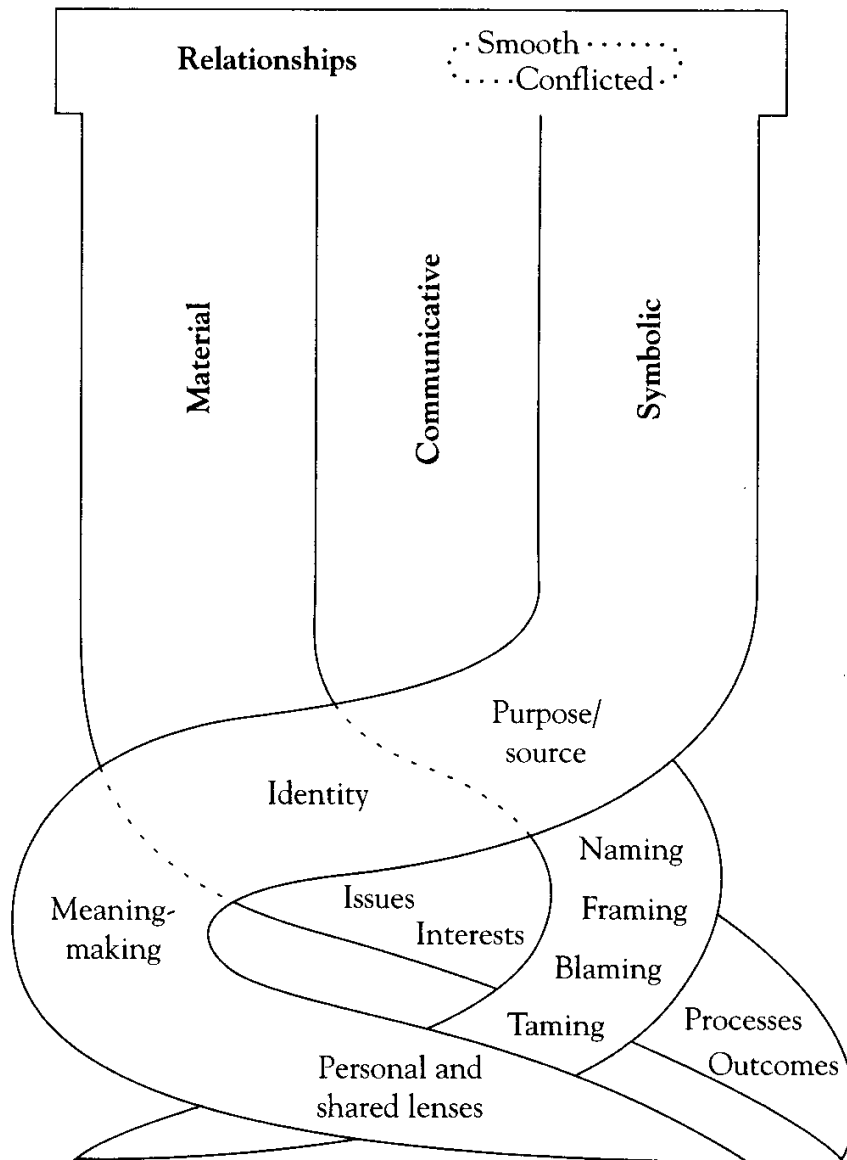 Relationships
Smooth
Conflicted
Material
Communicative
Symbolic
Purpose/
source
Identity
Naming
Issues
Meaning-
making
Framing
Interests
Blaming
Taming
Processes
Outcomes
Personal and
shared lenses